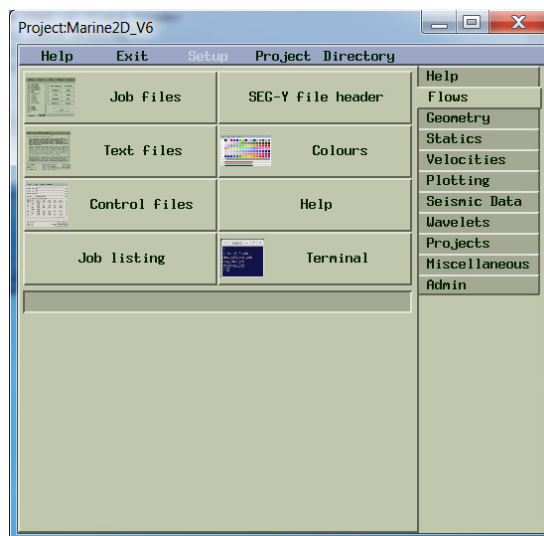 Project:Marine2D_V6
Help Exit Setup Project Directory
Job files SEG-Y file header
Text files Colours
Control files Help
Job listing Terminal
Help
Flows
Geometry
Statics
Velocities
Plotting
Seismic Data
Wavelets
Projects
Miscellaneous
Admin